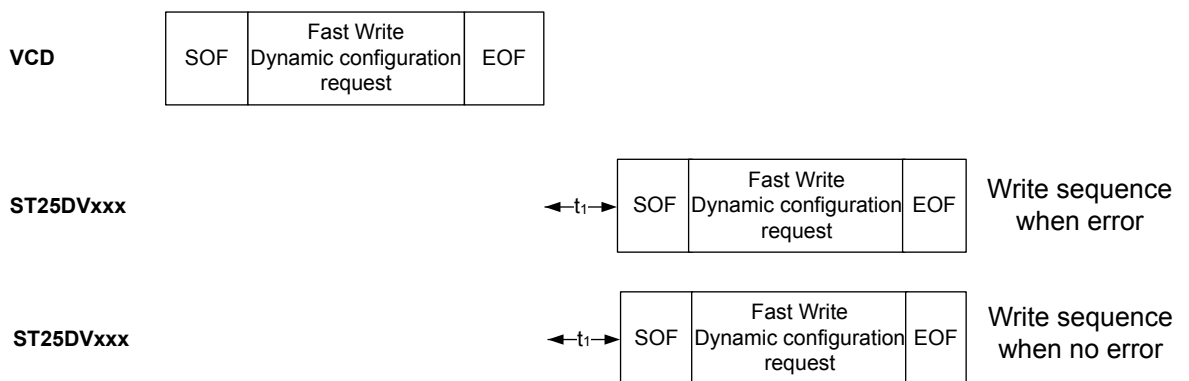 VCD
SOF
Fast Write
Dynamic configuration
request
EOF
ST25DVxxx
t1
SOF
Fast Write
Dynamic configuration
request
EOF
Write sequence
when error
ST25DVxxx
t1
SOF
Fast Write
Dynamic configuration
request
EOF
Write sequence
when no error